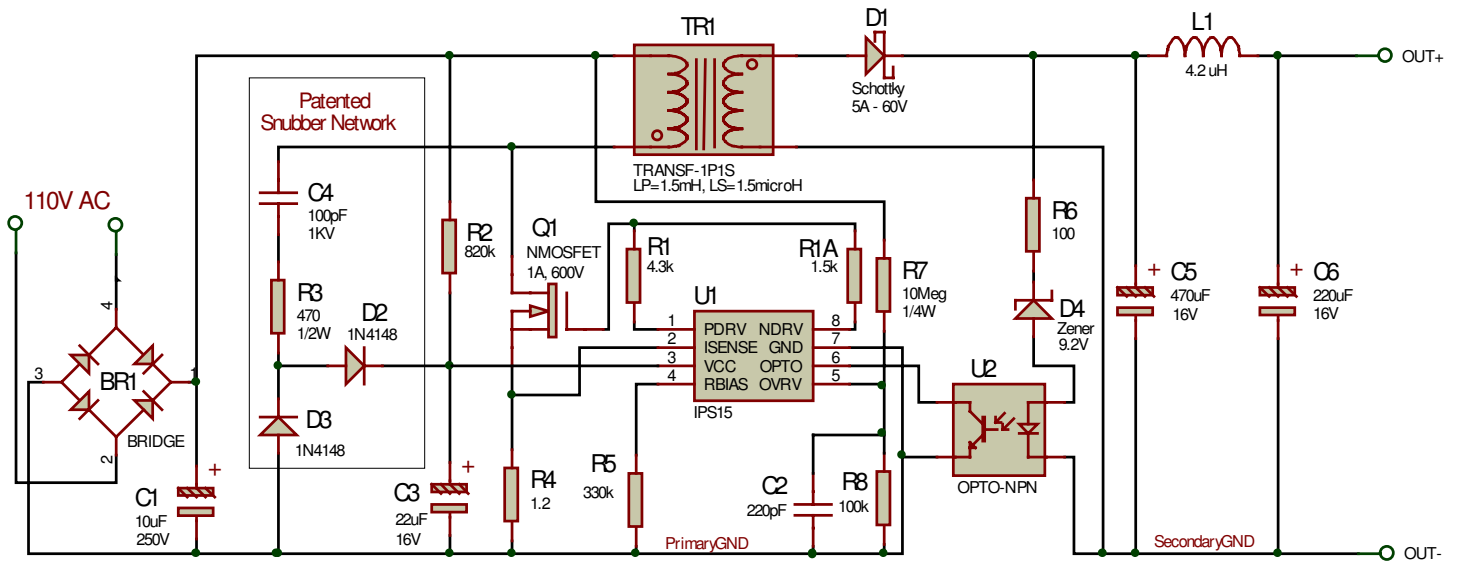 TR1
TRANSF-1P1S
LP=1.5mH, LS=1.5microH
D1
Schottky
5A - 60V
L1
4.2 uH
OUT+
Patented
Snubber Network
110V AC
C4
100pF
1KV
R3
470
1/2W
D2
1N4148
D3
1N4148
4
3
1
2
BR1
BRIDGE
C1
+
10uF
250V
R2
820k
C3
+
22uF
16V
Q1
NMOSFET
1A, 600V
R4
1.2
R1
4.3k
R1A
1.5k
R7
10Meg
1/4W
U1
1 PDRV NDRV 8
2 ISENSE GND 7
3 VCC OPTO 6
4 RBIAS OVRV 5
IPS15
R5
330k
C2
220pF
R8
100k
PrimaryGND
U2
OPTO-NPN
R6
100
D4
Zener
9.2V
C5
+
470uF
16V
C6
+
220uF
16V
SecondaryGND
OUT-